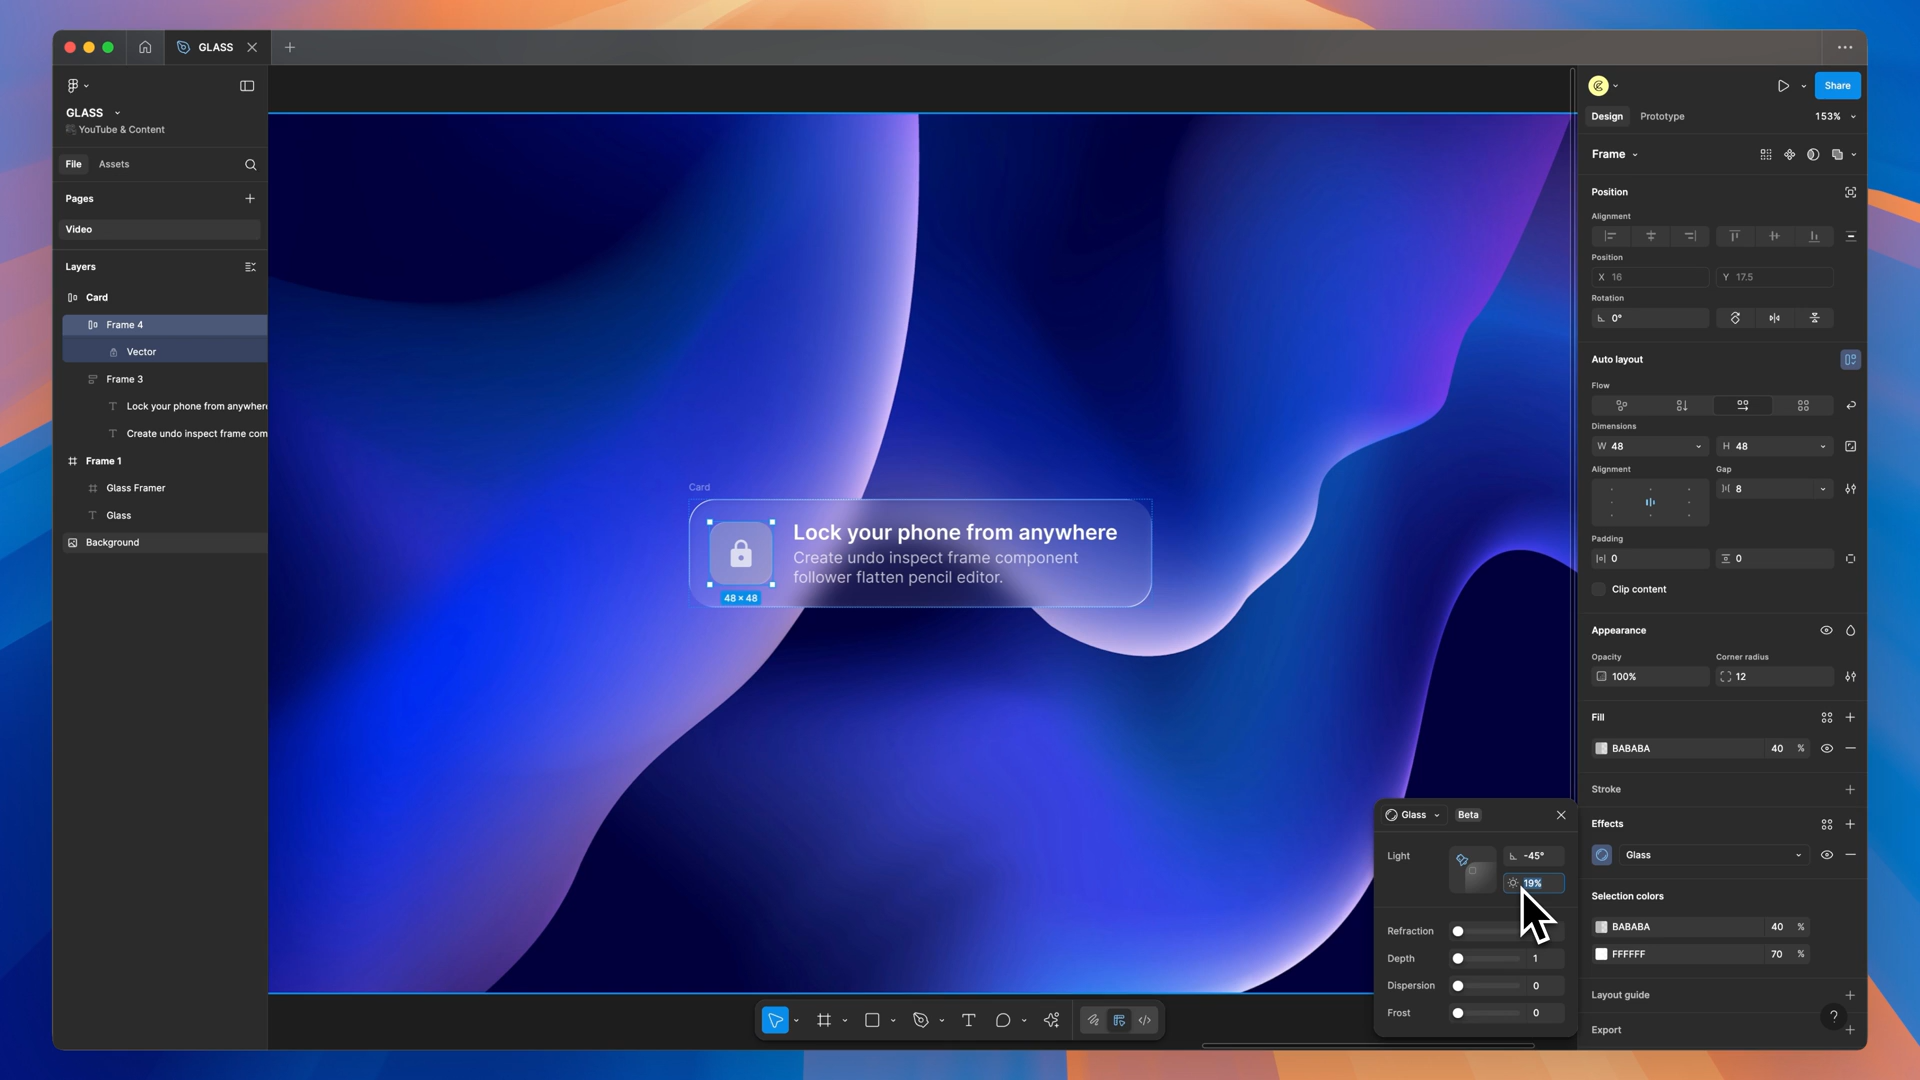 GLASS
GLASS
YouTube & Content
File
Assets
Pages
Video
Layers
Card
Frame 4
Vector
Frame 3
Lock your phone from anywhere
Create undo inspect frame com
Frame 1
Glass Framer
Glass
Background
Card
Lock your phone from anywhere
Create undo inspect frame component
follower flatten pencil editor.
48 × 48
Glass
Beta
Light
-45°
19%
Refraction
Depth
1
Dispersion
0
Frost
0
Share
Design
Prototype
153%
Frame
Position
Alignment
Position
X 16
Y 17.5
Rotation
0°
Auto layout
Flow
Dimensions
W 48
H 48
Alignment
Gap
8
Padding
0
0
Clip content
Appearance
Opacity
Corner radius
100%
12
Fill
BABABA 40 %
Stroke
Effects
Glass
Selection colors
BABABA 40 %
FFFFFF 70 %
Layout guide
Export
?